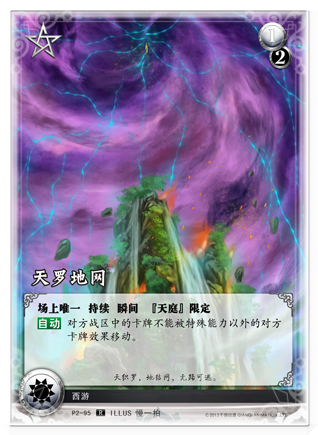 1
2
天罗地网
场上唯一 持续 瞬间 『天庭』限定
自动 对方战区中的卡牌不能被特殊能力以外的对方
卡牌效果移动。
天织罗，地结网，无路可逃。
西游
P2-95 R ILLUS 慢一拍